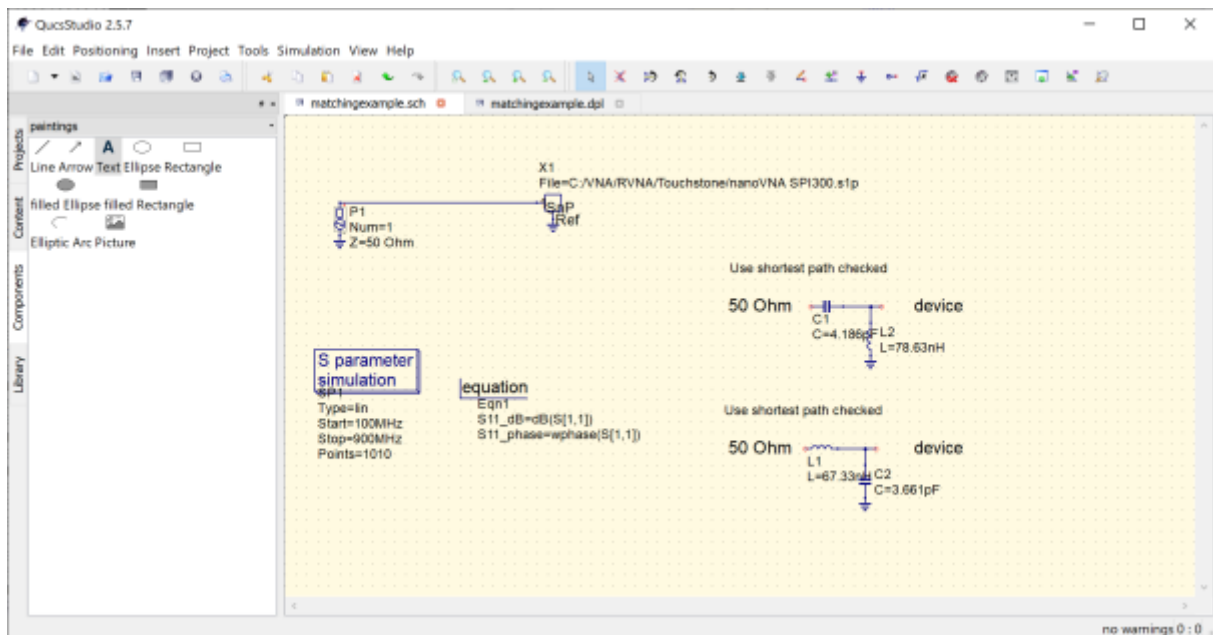 QucsStudio 2.5.7
File Edit Positioning Insert Project Tools Simulation View Help
matchingexample.sch
matchingexample.dpl
paintings
Line Arrow Text Ellipse Rectangle
filled Ellipse filled Rectangle
Elliptic Arc Picture
Projects
Content
Components
Library
X1
File=C:/VNA/RVNA/Touchstone/nanoVNA SPI300.s1p
SnP
Ref
P1
Num=1
Z=50 Ohm
Use shortest path checked
50 Ohm
device
C1
C=4.186pF
L2
L=78.63nH
S parameter
simulation
SP1
Type=lin
Start=100MHz
Stop=900MHz
Points=1010
equation
Eqn1
S11_dB=dB(S[1,1])
S11_phase=wphase(S[1,1])
Use shortest path checked
50 Ohm
device
L1
L=67.33nH
C2
C=3.661pF
no warnings 0 : 0